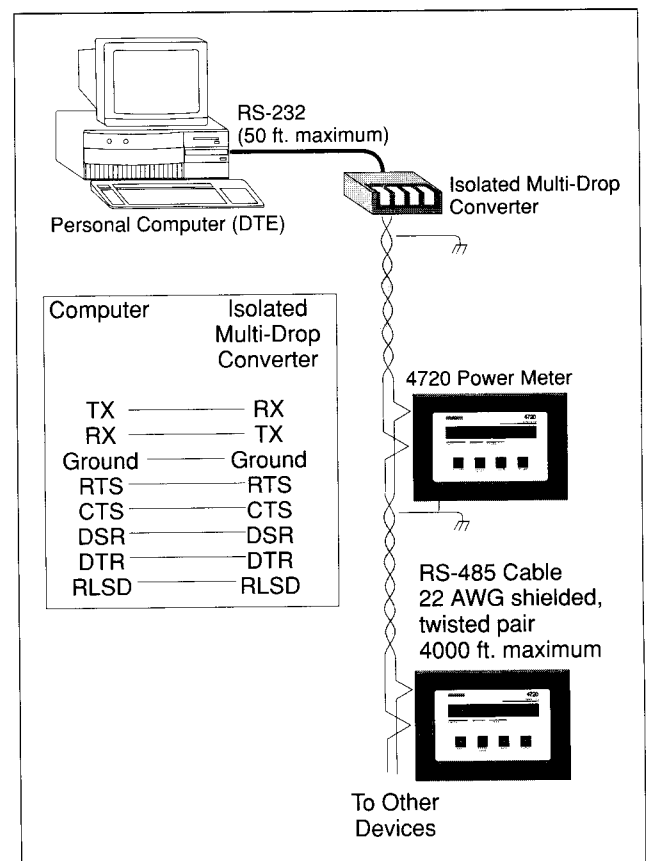 RS-232
(50 ft. maximum)
Isolated Multi-Drop
Converter
Personal Computer (DTE)
Computer Isolated
Multi-Drop
Converter
TX RX
RX TX
Ground Ground
RTS RTS
CTS CTS
DSR DSR
DTR DTR
RLSD RLSD
4720 Power Meter
4720
RS-485 Cable
22 AWG shielded,
twisted pair
4000 ft. maximum
4720
To Other
Devices